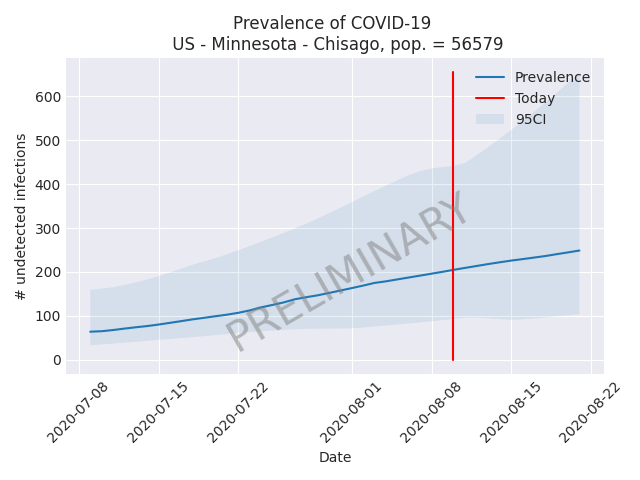 Prevalence of COVID-19
US - Minnesota - Chisago, pop. = 56579
# undetected infections
600
500
400
300
200
100
0
Prevalence
Today
95CI
PRELIMINARY
2020-07-08
2020-07-15
2020-07-22
2020-08-01
2020-08-08
2020-08-15
2020-08-22
Date